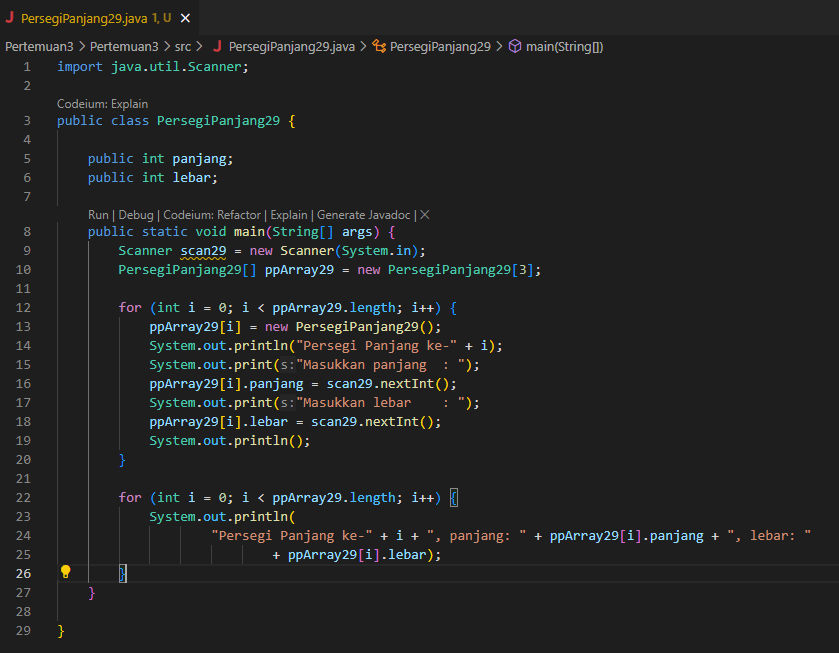 J PersegiPanjang29.java 1, U ×
Pertemuan3 > Pertemuan3 > src > J PersegiPanjang29.java > PersegiPanjang29 > main(String[])
1 import java.util.Scanner;
2
Codeium: Explain
3 public class PersegiPanjang29 {
4
5 public int panjang;
6 public int lebar;
7
Run | Debug | Codeium: Refactor | Explain | Generate Javadoc | ×
8 public static void main(String[] args) {
9 Scanner scan29 = new Scanner(System.in);
10 PersegiPanjang29[] ppArray29 = new PersegiPanjang29[3];
11
12 for (int i = 0; i < ppArray29.length; i++) {
13 ppArray29[i] = new PersegiPanjang29();
14 System.out.println("Persegi Panjang ke-" + i);
15 System.out.print(s:"Masukkan panjang  : ");
16 ppArray29[i].panjang = scan29.nextInt();
17 System.out.print(s:"Masukkan lebar    : ");
18 ppArray29[i].lebar = scan29.nextInt();
19 System.out.println();
20 }
21
22 for (int i = 0; i < ppArray29.length; i++) {
23 System.out.println(
24 "Persegi Panjang ke-" + i + ", panjang: " + ppArray29[i].panjang + ", lebar: "
25 + ppArray29[i].lebar);
26 }
27 }
28
29 }